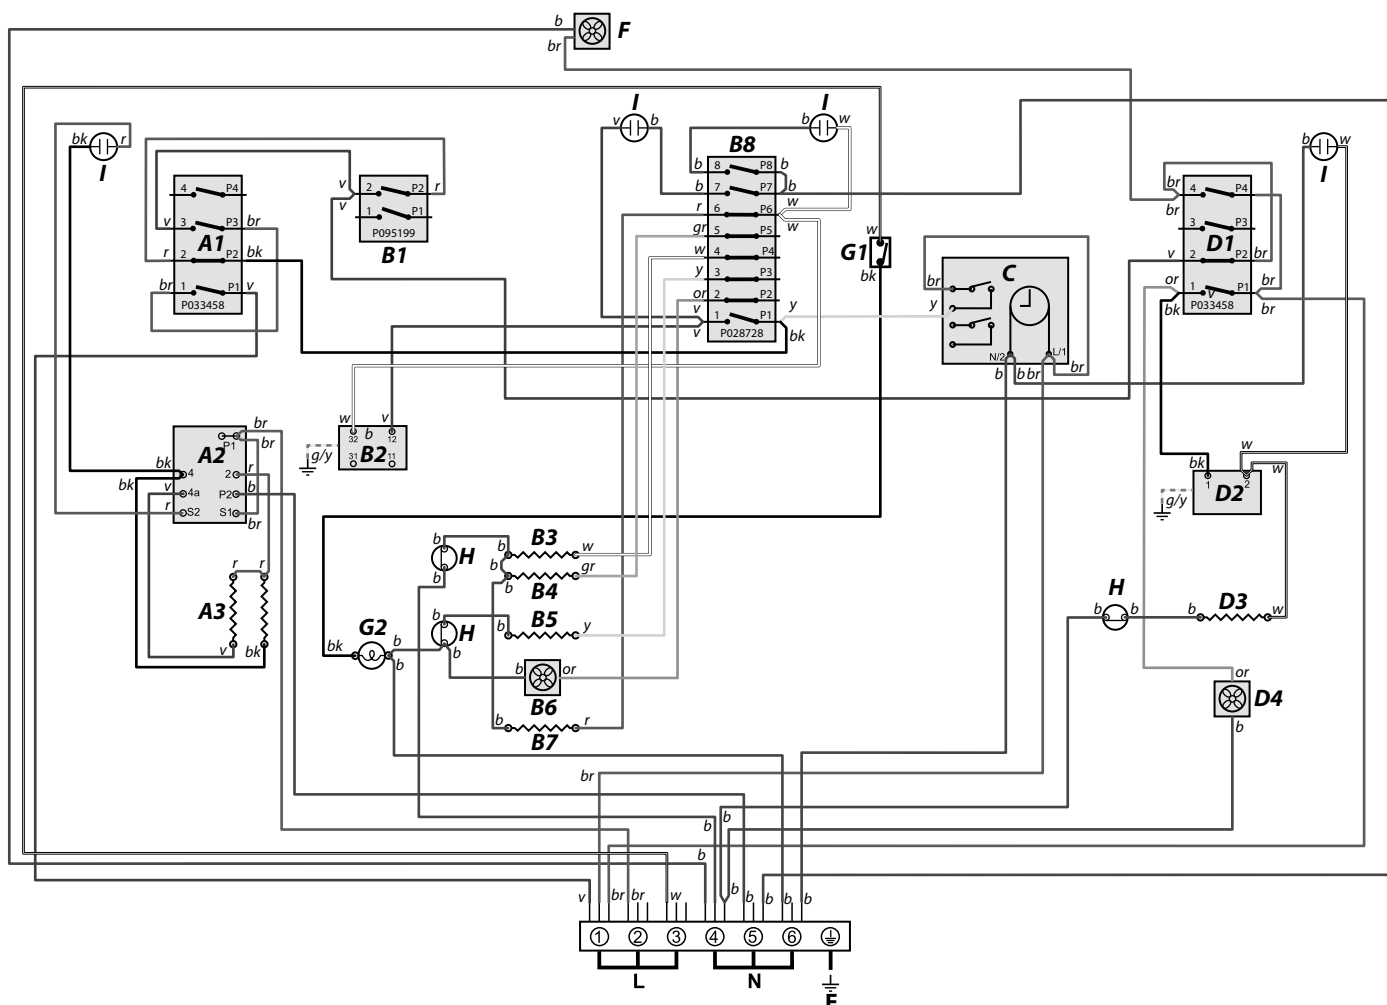 b
F
br
I
I
I
v b
b w
B8
bk r
I
b w
4 P4
v 3 P3 br
A1
r 2 P2 bk
br 1 P1 v
P033458
v
v
2 P2 r
1 P1
P095199
B1
b 8 P8 b
b 7 P7 b
r 6 P6 w
w
gr 5 P5
w 4 P4
y 3 P3
or 2 P2
v 1 P1 y
v
P028728
bk
w
G1
bk
C
br
y
N/2 L/1
b b br br
br 4 P4
br
3 P3
D1
v 2 P2 br
or 1 v P1 br
bk
P033458
br
br
P1
br
A2
bk 4 2 r
bk
v 4a P2 b
r S2 S1 br
w b v
32 12
B2
31 11
g/y
w
w
bk
1 2
D2
g/y
r r
A3
v bk
b
H
b
b B3 w
b
b B4 gr
b
H
b
b B5 y
G2
bk b
b
b or
B6
b B7 r
H
b b
b D3 w
or
D4
b
br
b b
b
v br br w b b b b b
1 2 3 4 5 6
L N
E